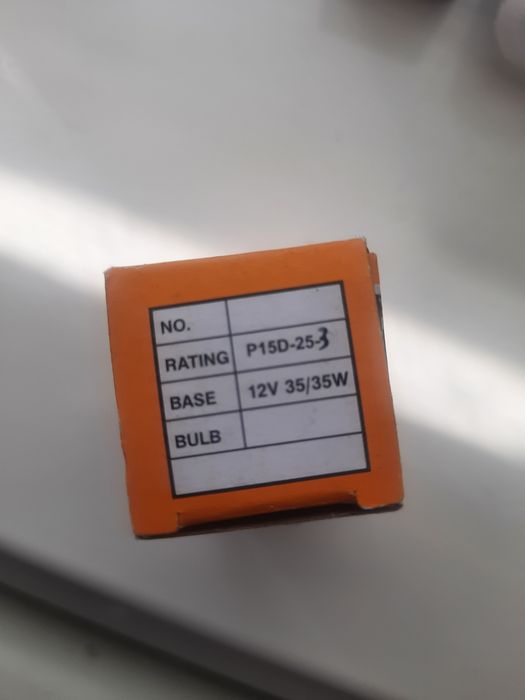 NO.
RATING P15D-25-3
BASE 12V 35/35W
BULB